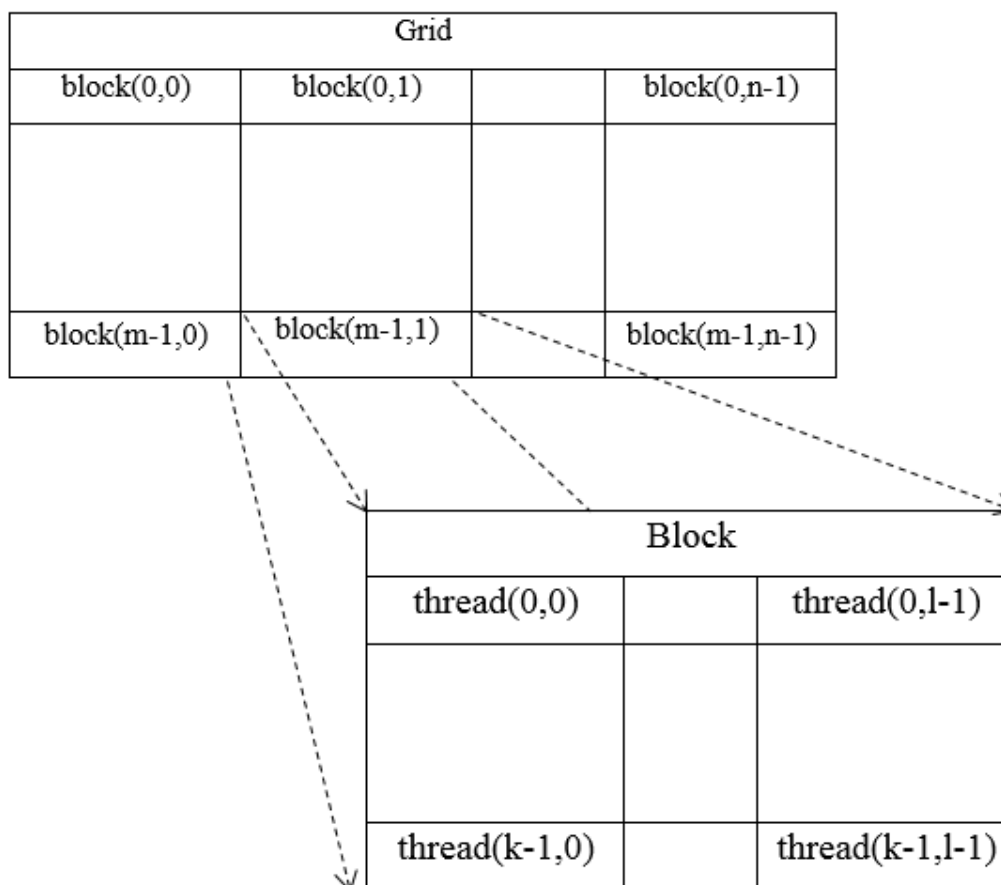 Grid
block(0,0) block(0,1) block(0,n-1)
block(m-1,0) block(m-1,1) block(m-1,n-1)
Block
thread(0,0) thread(0,l-1)
thread(k-1,0) thread(k-1,l-1)